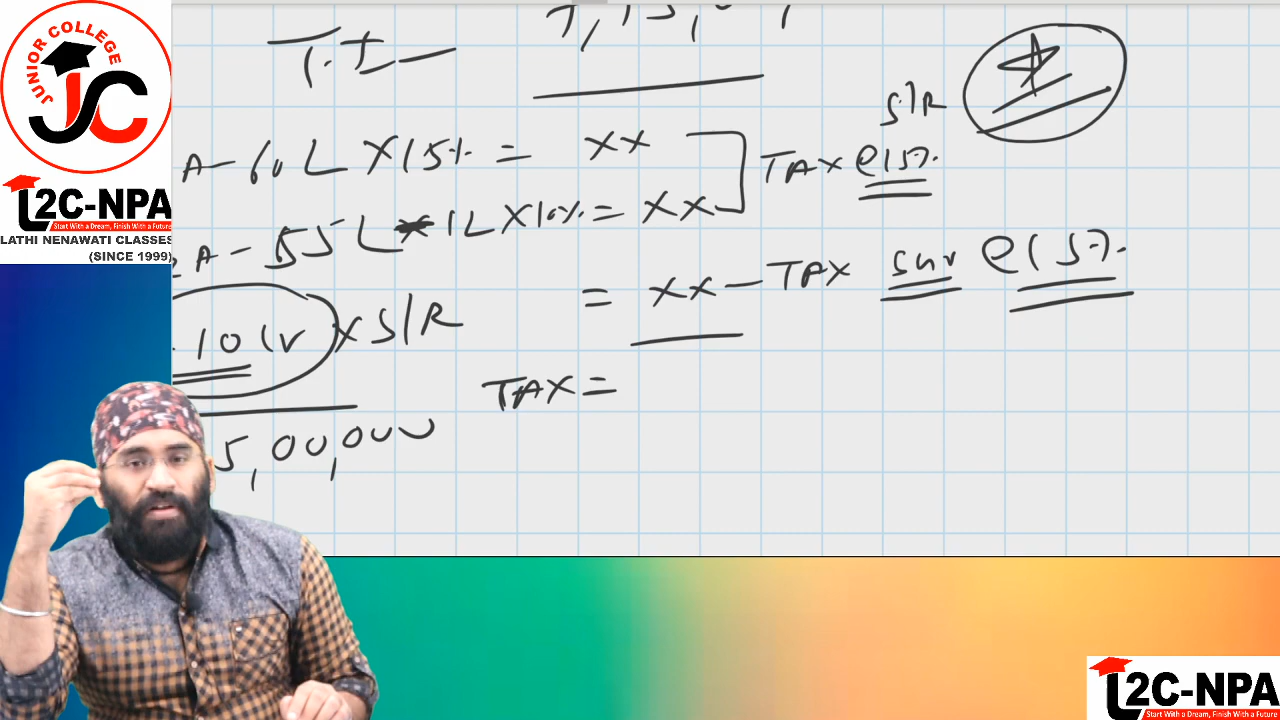 JUNIOR COLLEGE
JC
L2C-NPA
Start With a Dream, Finish With a Future
LATHI NENAWATI CLASSES
(SINCE 1999)
T.I
S/R
A- 60L X 15% = XX
TAX @15%.
A- 55L 1L X 10% = XX
= XX - TAX sur @15%.
X S/R
TAX =
5,00,000
L2C-NPA
Start With a Dream, Finish With a Future